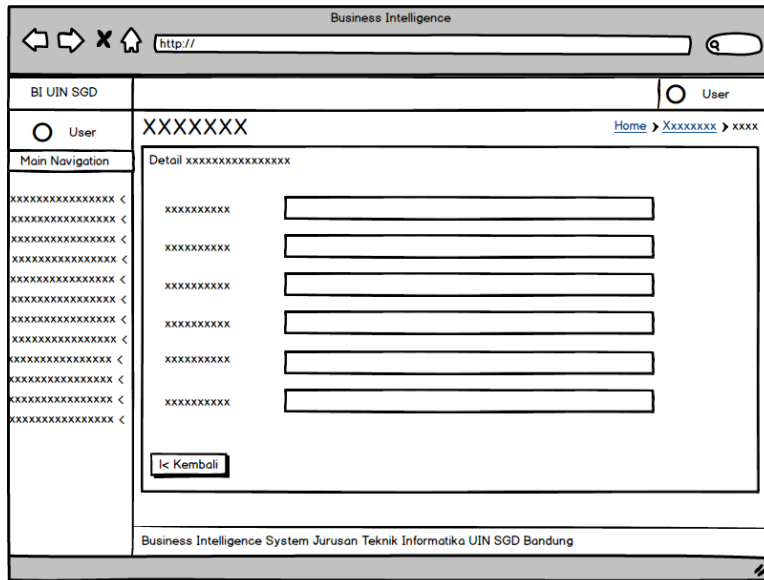 Business Intelligence
http://
BI UIN SGD
User
User
Main Navigation
xxxxxxxxxxxxxxxx <
xxxxxxxxxxxxxxxx <
xxxxxxxxxxxxxxxx <
xxxxxxxxxxxxxxxx <
xxxxxxxxxxxxxxxx <
xxxxxxxxxxxxxxxx <
xxxxxxxxxxxxxxxx <
xxxxxxxxxxxxxxxx <
xxxxxxxxxxxxxxxx <
xxxxxxxxxxxxxxxx <
xxxxxxxxxxxxxxxx <
xxxxxxxxxxxxxxxx <
XXXXXXX
Home > Xxxxxxxx > xxxx
Detail xxxxxxxxxxxxxxxx
xxxxxxxxxx
xxxxxxxxxx
xxxxxxxxxx
xxxxxxxxxx
xxxxxxxxxx
xxxxxxxxxx
I< Kembali
Business Intelligence System Jurusan Teknik Informatika UIN SGD Bandung